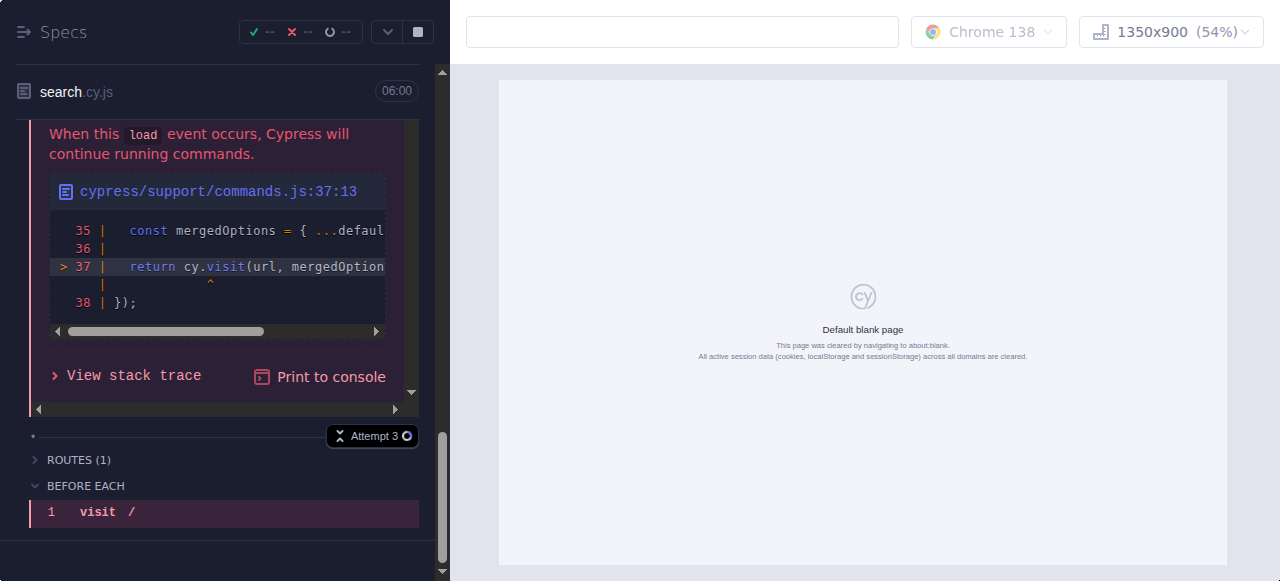 Specs
--
--
--
Chrome 138
1350x900 (54%)
search.cy.js
06:00
When this load event occurs, Cypress will
continue running commands.
cypress/support/commands.js:37:13
35 | const mergedOptions = { ...defaul
36 |
> 37 | return cy.visit(url, mergedOption
| ^
38 | });
View stack trace
Print to console
Attempt 3
ROUTES (1)
BEFORE EACH
1 visit /
cy
Default blank page
This page was cleared by navigating to about:blank.
All active session data (cookies, localStorage and sessionStorage) across all domains are cleared.